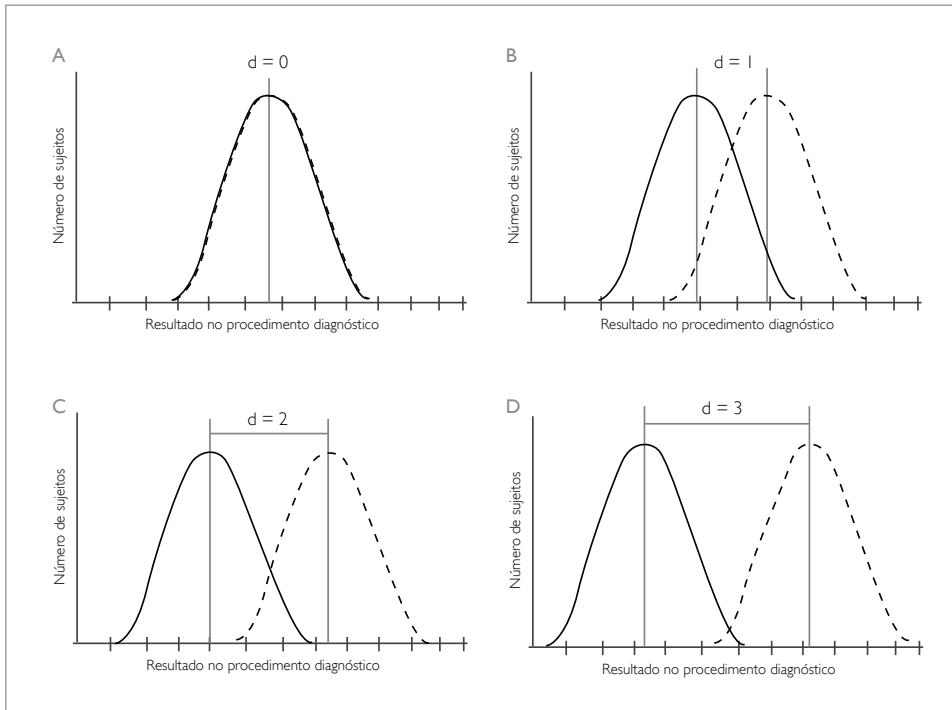 A
d = 0
Número de sujeitos
Resultado no procedimento diagnóstico
B
d = 1
Número de sujeitos
Resultado no procedimento diagnóstico
C
d = 2
Número de sujeitos
Resultado no procedimento diagnóstico
D
d = 3
Número de sujeitos
Resultado no procedimento diagnóstico